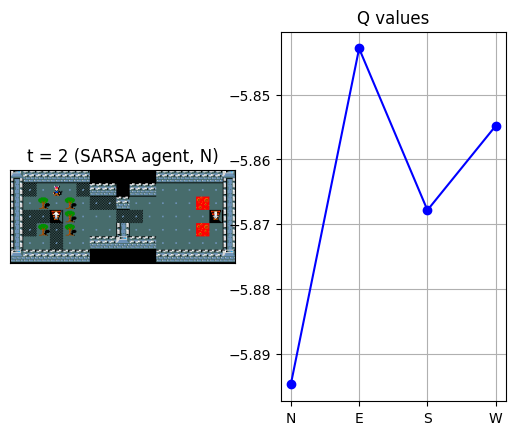 t = 2 (SARSA agent, N)
Q values
−5.85
−5.86
−5.87
−5.88
−5.89
N E S W